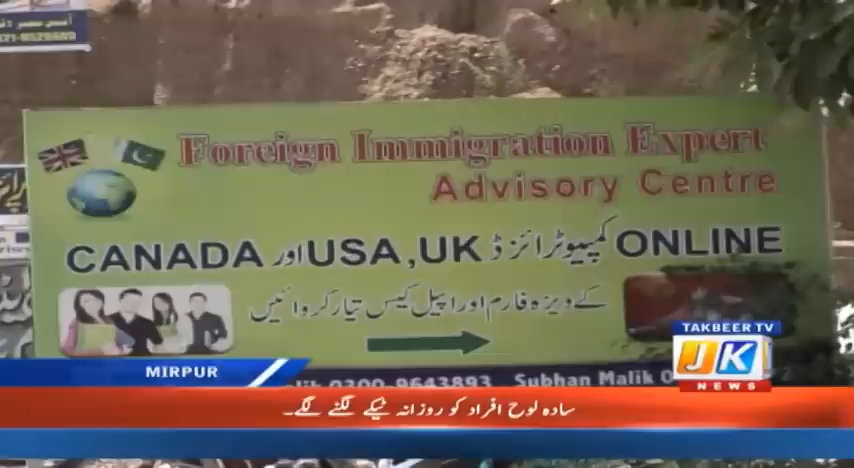 Foreign Immigration Expert
Advisory Centre
ONLINE کمپیوٹرائزڈ USA, UK اور CANADA
کے ویزہ فارم اور اپیل کیس تیار کروائیں
0300-9643893 Subhan Malik
TAKBEER TV
JK
NEWS
MIRPUR
سادہ لوح افراد کو روزانہ ٹیکے لگنے لگے۔